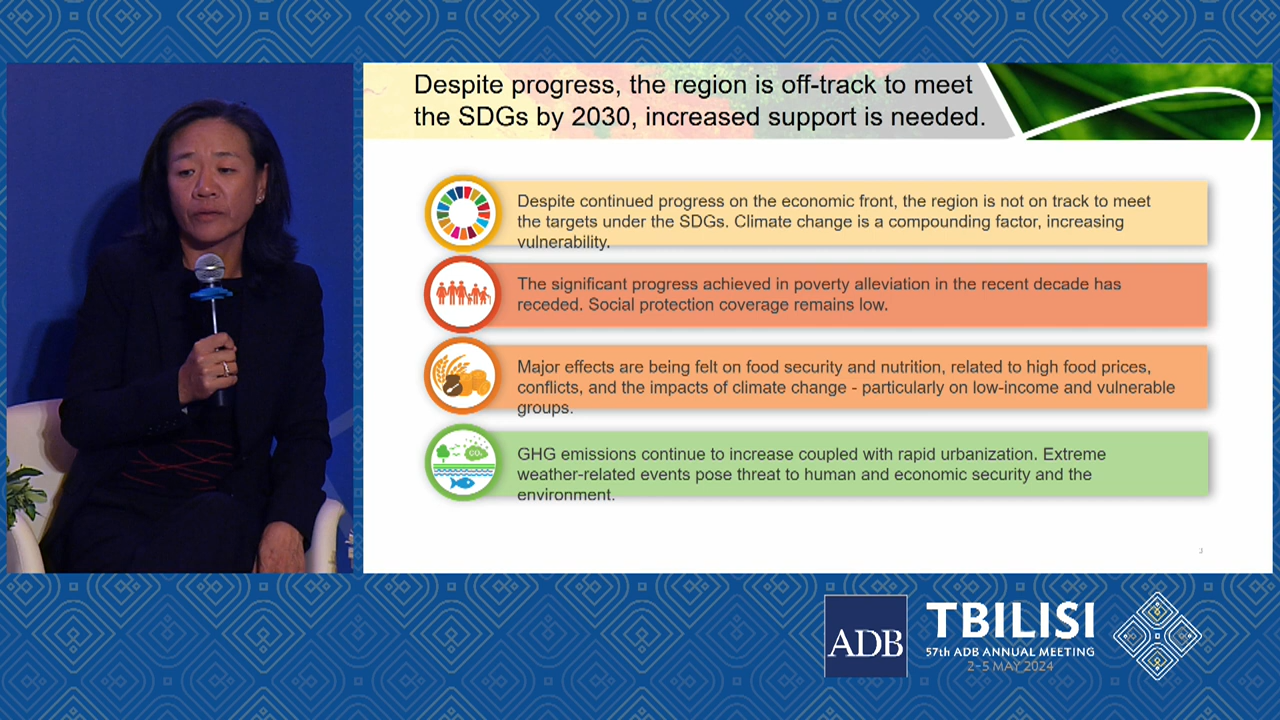 Despite progress, the region is off-track to meet
the SDGs by 2030, increased support is needed.
Despite continued progress on the economic front, the region is not on track to meet
the targets under the SDGs. Climate change is a compounding factor, increasing
vulnerability.
The significant progress achieved in poverty alleviation in the recent decade has
receded. Social protection coverage remains low.
Major effects are being felt on food security and nutrition, related to high food prices,
conflicts, and the impacts of climate change - particularly on low-income and vulnerable
groups.
CO₂
GHG emissions continue to increase coupled with rapid urbanization. Extreme
weather-related events pose threat to human and economic security and the
environment.
ADB
TBILISI
57th ADB ANNUAL MEETING
2–5 MAY 2024